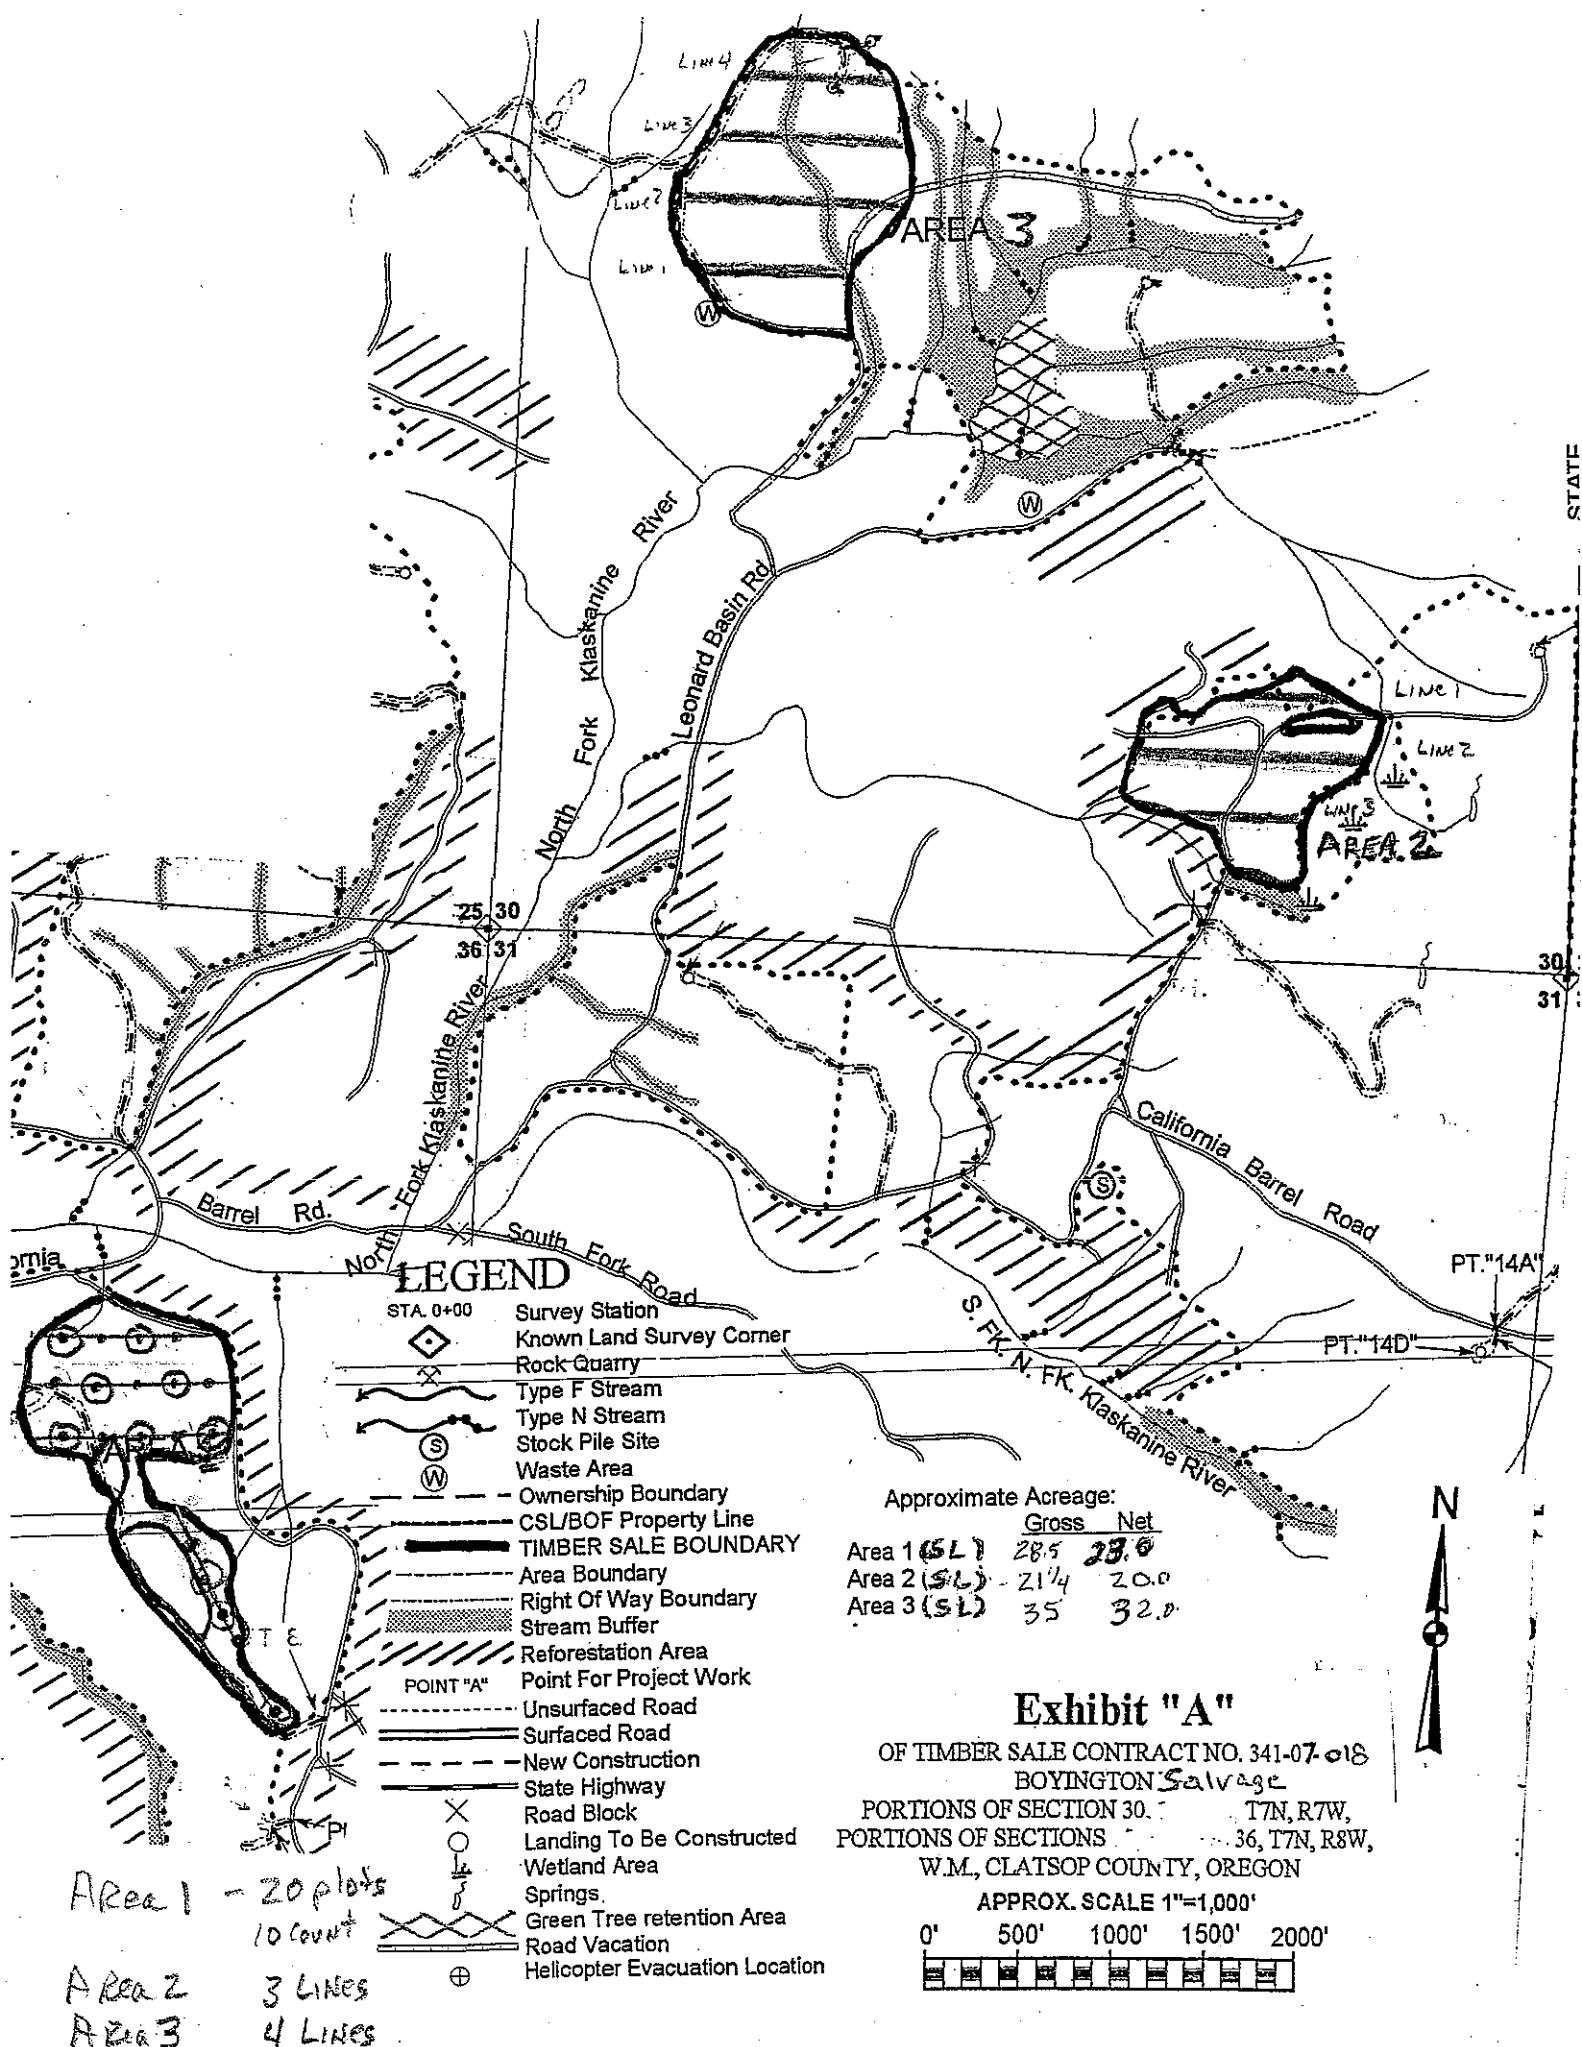 LINE 4
LINE 3
LINE 2
LINE 1
AREA 3
W
W
STATE
North Fork Klaskanine River
Leonard Basin Rd.
LINE 1
LINE 2
LINE 3
AREA 2
25 30
36 31
30
31
North Fork Klaskanine River
California Barrel Road
S
Barrel Rd.
South Fork Road
ornia
PT."14A"
PT."14D"
S. FK. N. FK. Klaskanine River
LEGEND
STA. 0+00 Survey Station
Known Land Survey Corner
Rock Quarry
Type F Stream
Type N Stream
S Stock Pile Site
W Waste Area
Ownership Boundary
CSL/BOF Property Line
TIMBER SALE BOUNDARY
Area Boundary
Right Of Way Boundary
Stream Buffer
Reforestation Area
POINT "A" Point For Project Work
Unsurfaced Road
Surfaced Road
New Construction
State Highway
Road Block
Landing To Be Constructed
Wetland Area
Springs
Green Tree retention Area
Road Vacation
Helicopter Evacuation Location
Approximate Acreage:
Gross Net
Area 1 (SL) 28.5 23.0
Area 2 (SL) - 21 1/4 20.0
Area 3 (SL) 35 32.0
N
Exhibit "A"
OF TIMBER SALE CONTRACT NO. 341-07-018
BOYINGTON Salvage
PORTIONS OF SECTION 30. T7N, R7W,
PORTIONS OF SECTIONS 36, T7N, R8W,
W.M., CLATSOP COUNTY, OREGON
APPROX. SCALE 1"=1,000'
0' 500' 1000' 1500' 2000'
Area 1 - 20 plots
10 Count
Area 2 3 LINES
Area 3 4 LINES